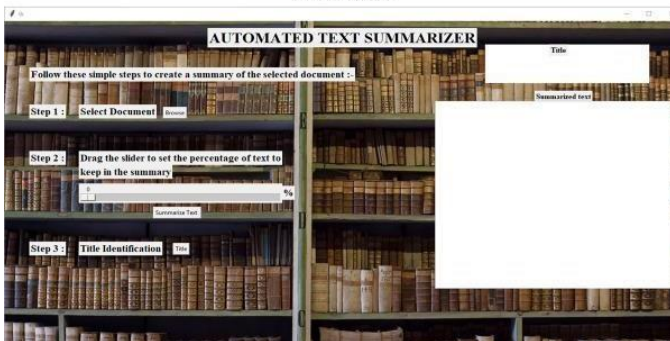 AUTOMATED TEXT SUMMARIZER
Title
Follow these simple steps to create a summary of the selected document :-
Summarized text
Step 1 : Select Document Browse
Step 2 : Drag the slider to set the percentage of text to
keep in the summary
0
%
Summarise Text
Step 3 : Title Identification Title